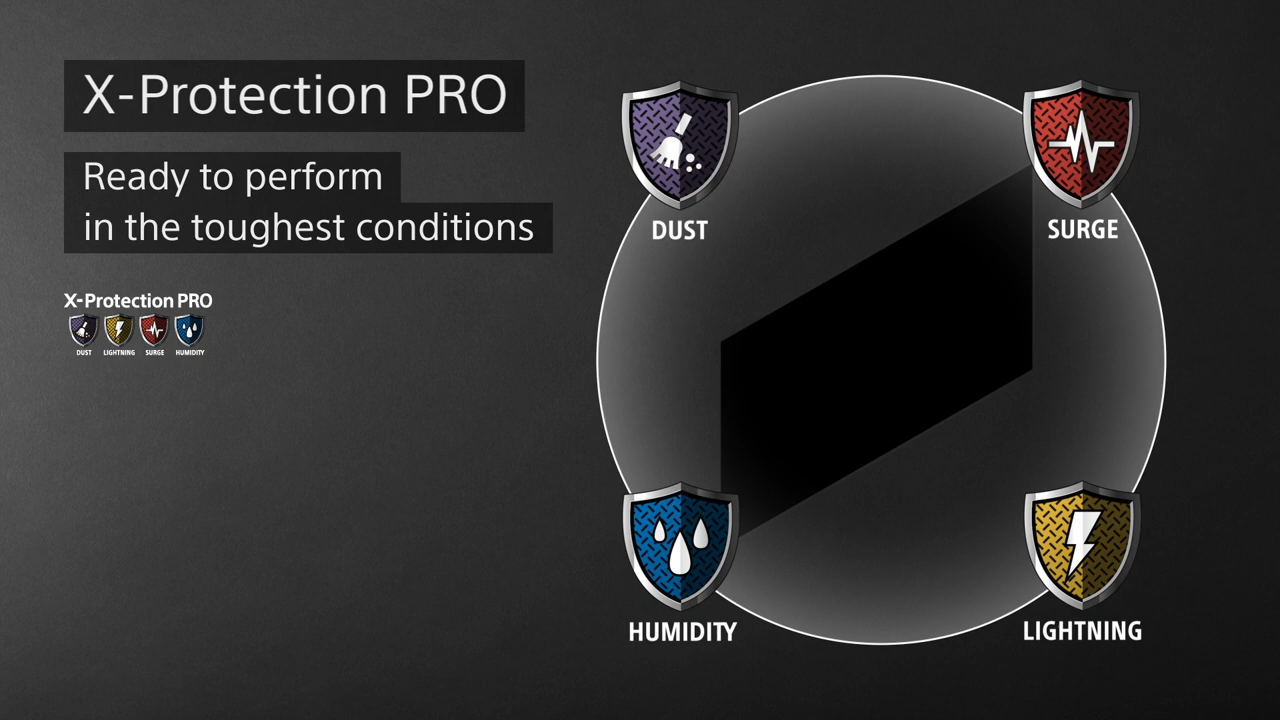 X-Protection PRO
Ready to perform
in the toughest conditions
X-Protection PRO
DUST LIGHTNING SURGE HUMIDITY
DUST
SURGE
HUMIDITY
LIGHTNING